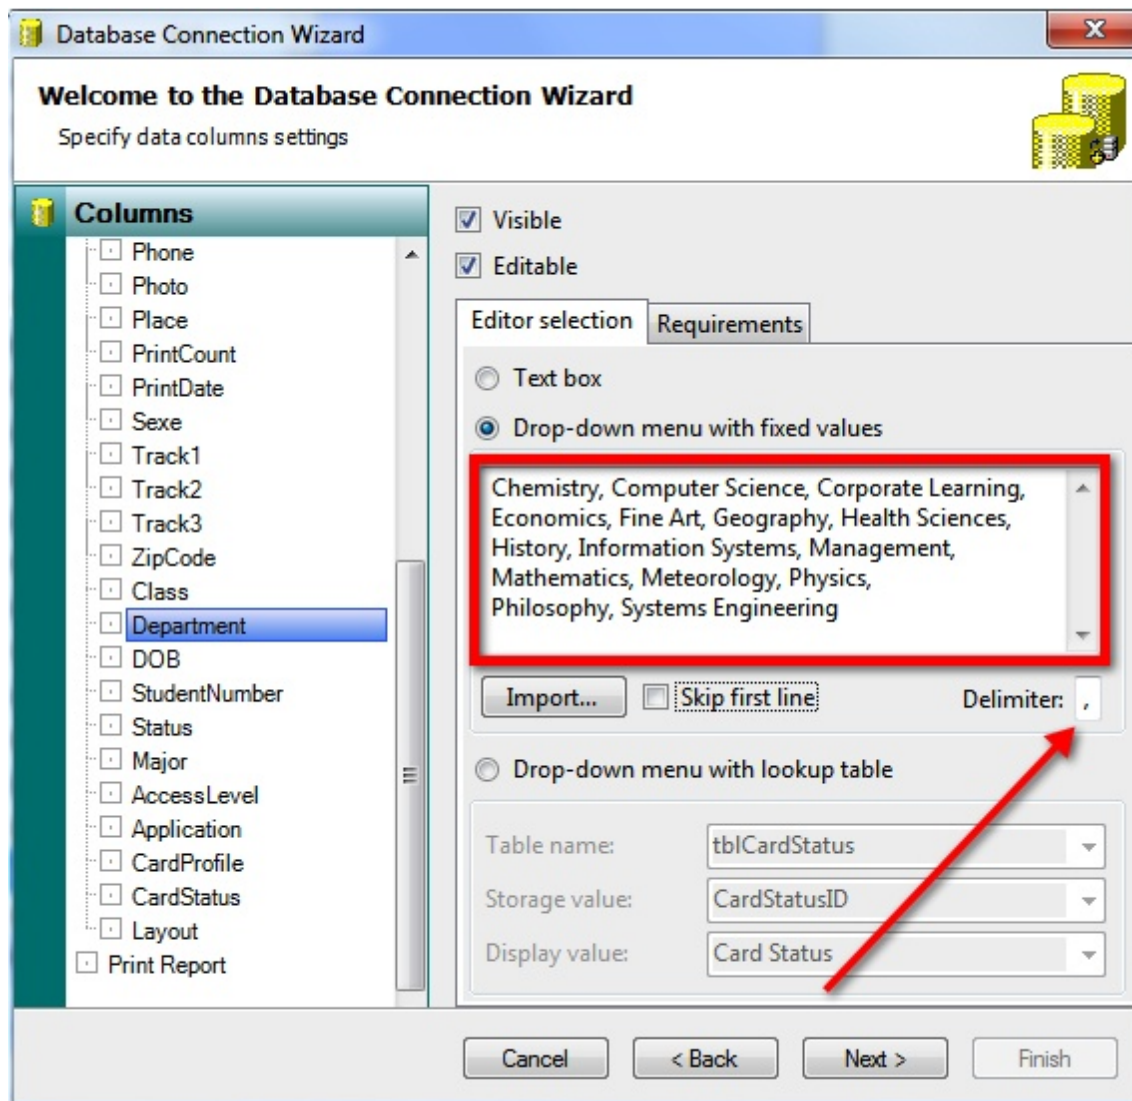 Database Connection Wizard
Welcome to the Database Connection Wizard
Specify data columns settings
Columns
Phone
Photo
Place
PrintCount
PrintDate
Sexe
Track1
Track2
Track3
ZipCode
Class
Department
DOB
StudentNumber
Status
Major
AccessLevel
Application
CardProfile
CardStatus
Layout
Print Report
Visible
Editable
Editor selection
Requirements
Text box
Drop-down menu with fixed values
Chemistry, Computer Science, Corporate Learning,
Economics, Fine Art, Geography, Health Sciences,
History, Information Systems, Management,
Mathematics, Meteorology, Physics,
Philosophy, Systems Engineering
Import... Skip first line Delimiter: ,
Drop-down menu with lookup table
Table name: tblCardStatus
Storage value: CardStatusID
Display value: Card Status
Cancel < Back Next > Finish